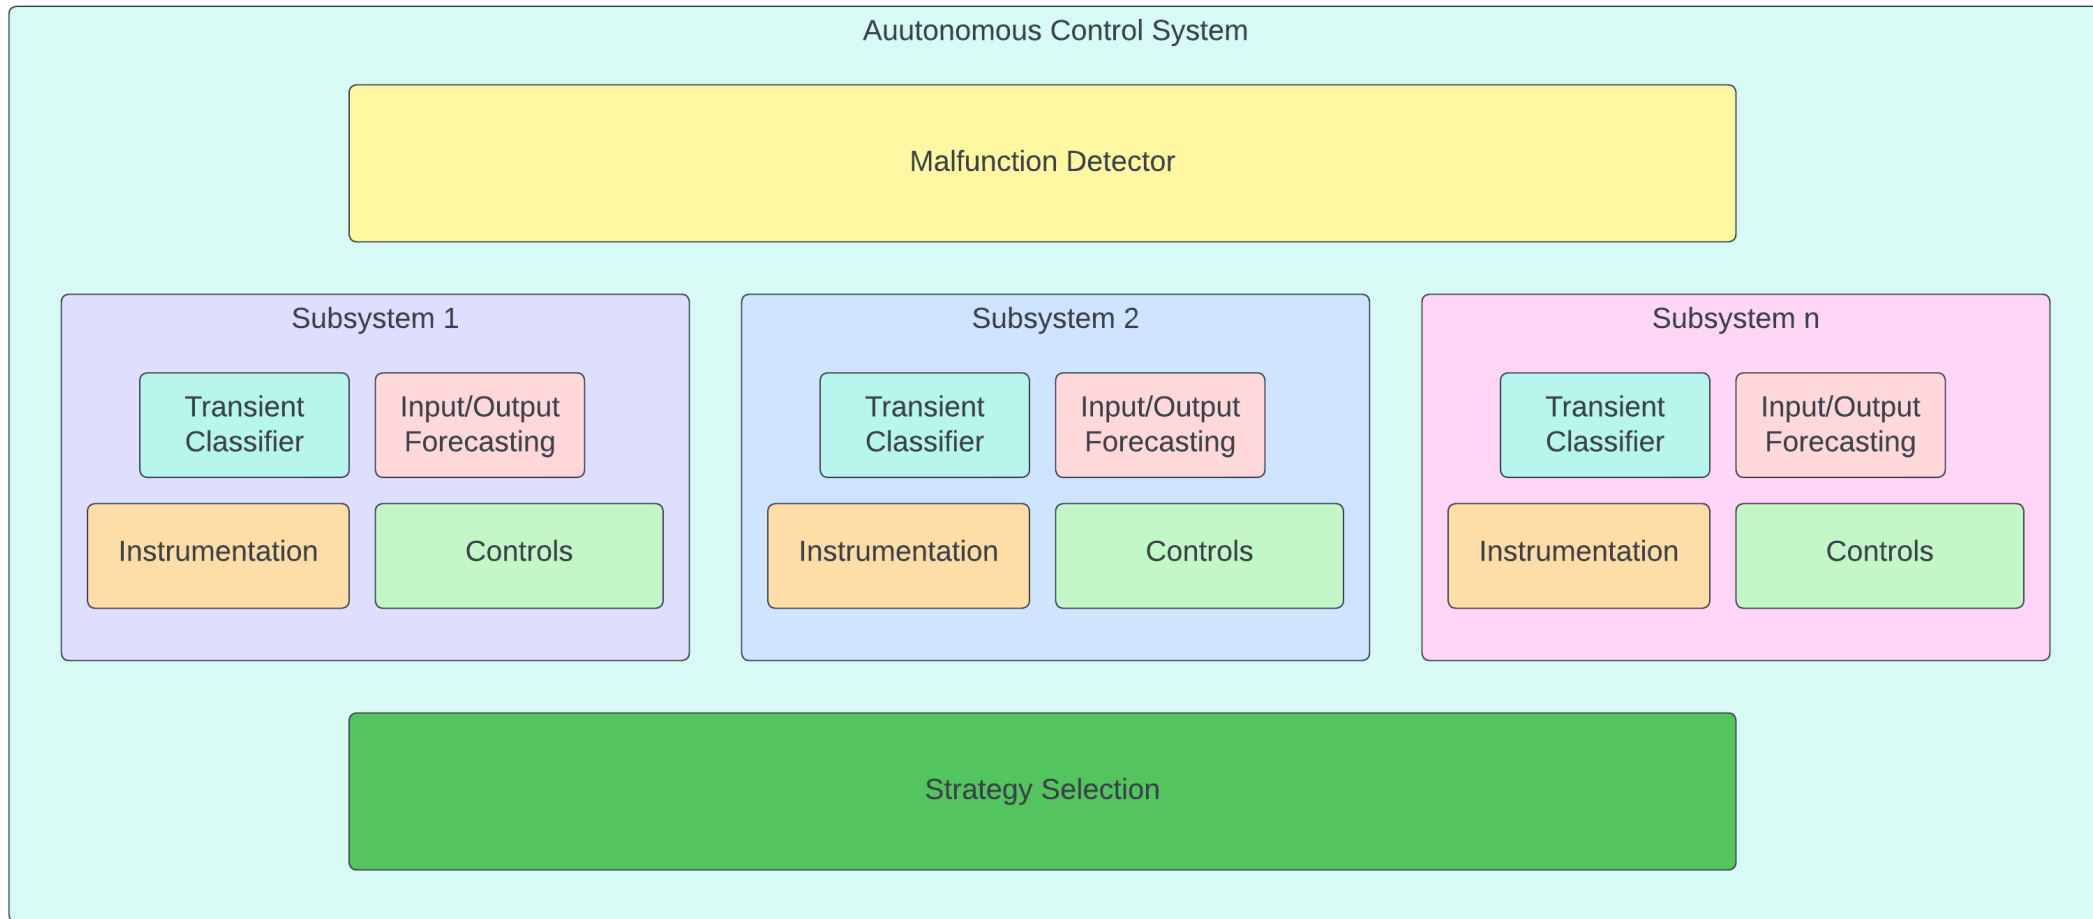 Auutonomous Control System
Malfunction Detector
Subsystem 1
Transient
Classifier
Input/Output
Forecasting
Instrumentation
Controls
Subsystem 2
Transient
Classifier
Input/Output
Forecasting
Instrumentation
Controls
Subsystem n
Transient
Classifier
Input/Output
Forecasting
Instrumentation
Controls
Strategy Selection